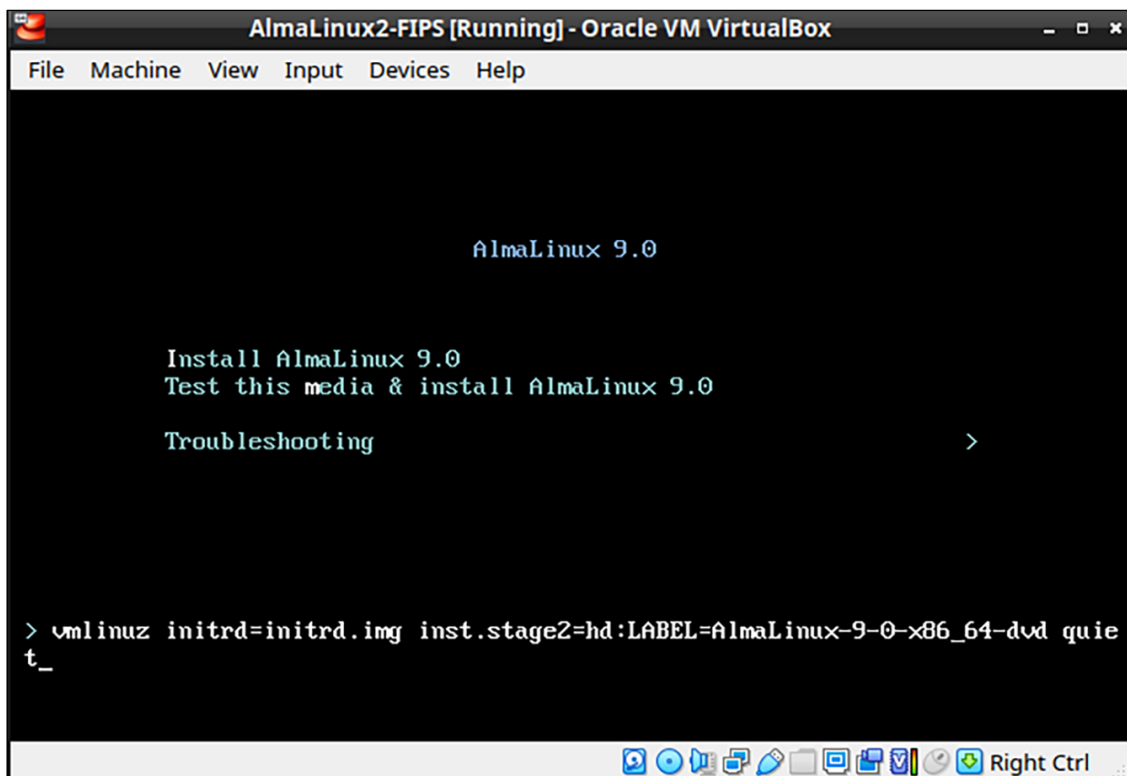 AlmaLinux2-FIPS [Running] - Oracle VM VirtualBox
File Machine View Input Devices Help
AlmaLinux 9.0
Install AlmaLinux 9.0
Test this media & install AlmaLinux 9.0
Troubleshooting >
> vmlinuz initrd=initrd.img inst.stage2=hd:LABEL=AlmaLinux-9-0-x86_64-dvd quie
t_
Right Ctrl